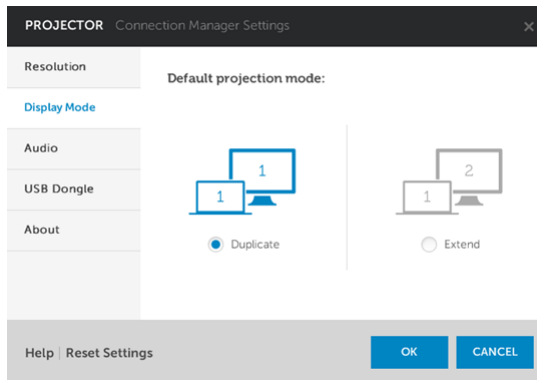 PROJECTOR Connection Manager Settings ×
Resolution
Default projection mode:
Display Mode
Audio
USB Dongle
About
1 1
1 2
Duplicate
Extend
Help | Reset Settings
OK
CANCEL